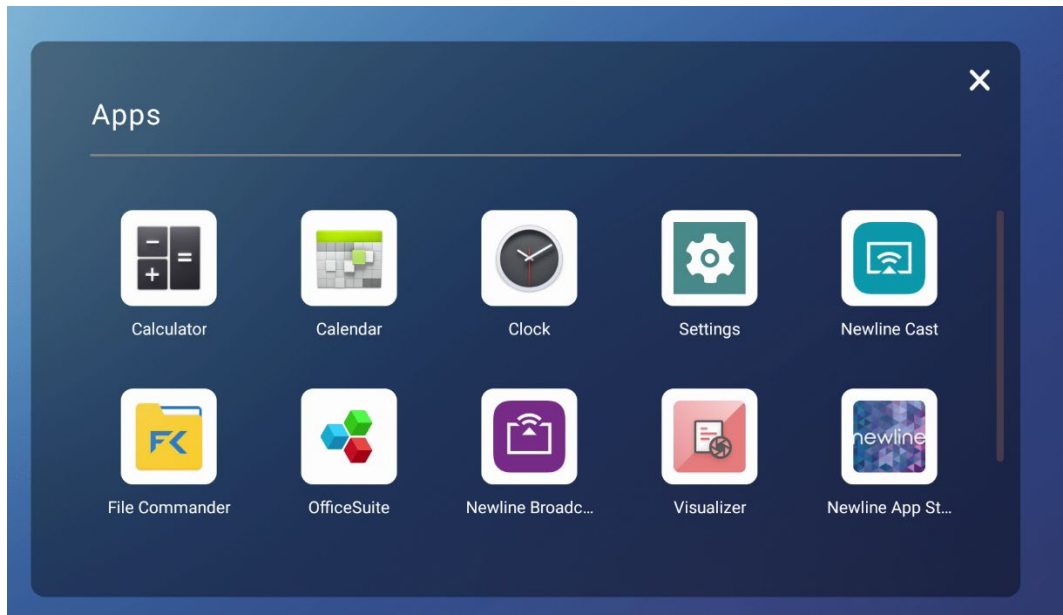 Apps
Calculator
Calendar
Clock
Settings
Newline Cast
newline
File Commander
OfficeSuite
Newline Broadc...
Visualizer
Newline App St...